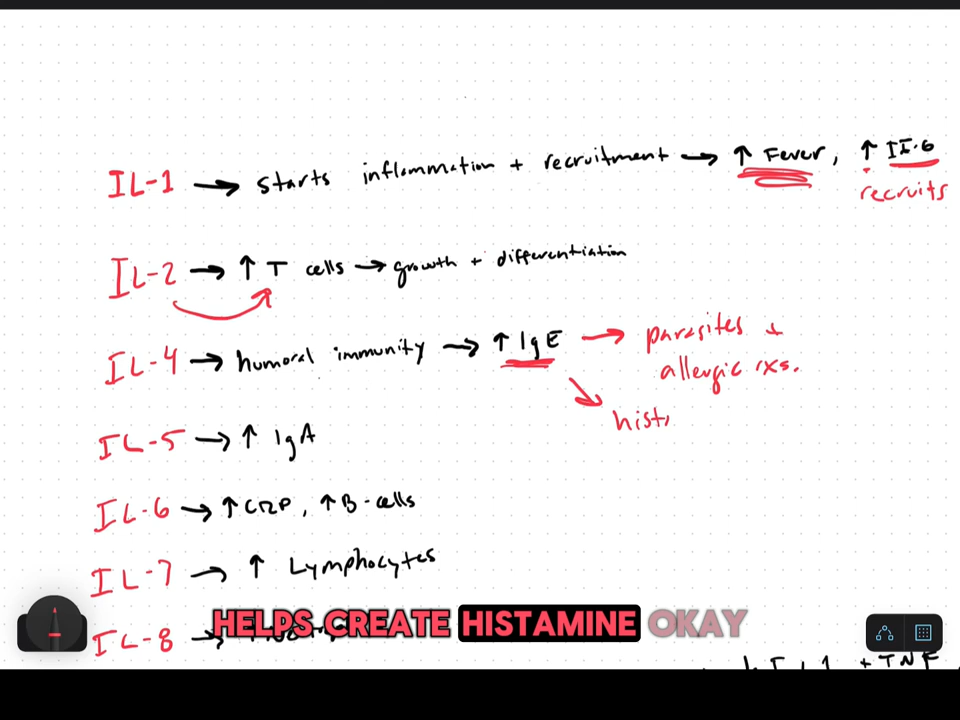 IL-1 → starts inflammation + recruitment → ↑ Fever, ↑ II-6
recruits
IL-2 → ↑ T cells → growth + differentiation
IL-4 → humoral immunity → ↑ IgE → parasites +
allergic rxs.
hist
IL-5 → ↑ IgA
IL-6 → ↑ CRP, ↑ B-cells
IL-7 → ↑ Lymphocytes
HELPS CREATE HISTAMINE OKAY
IL-8 →
+ TNF